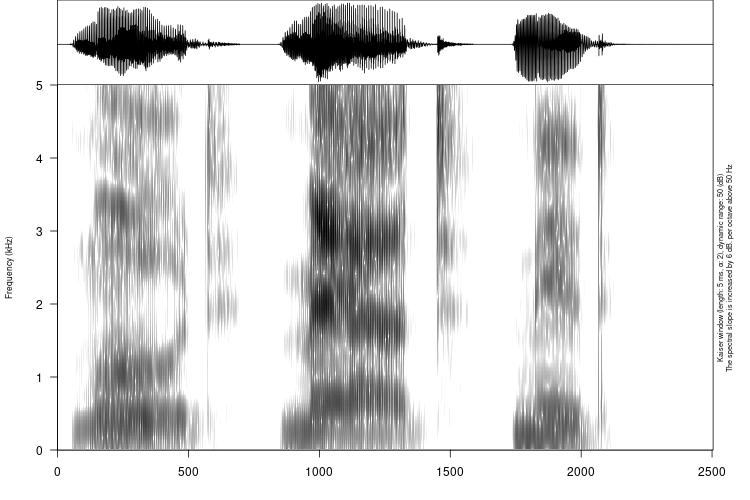 5
4
3
2
1
0
Frequency (kHz)
0 500 1000 1500 2000 2500
Kaiser window (length: 5 ms, α: 2), dynamic range: 50 (dB)
The spectral slope is increased by 6 dB. per octave above 50 Hz